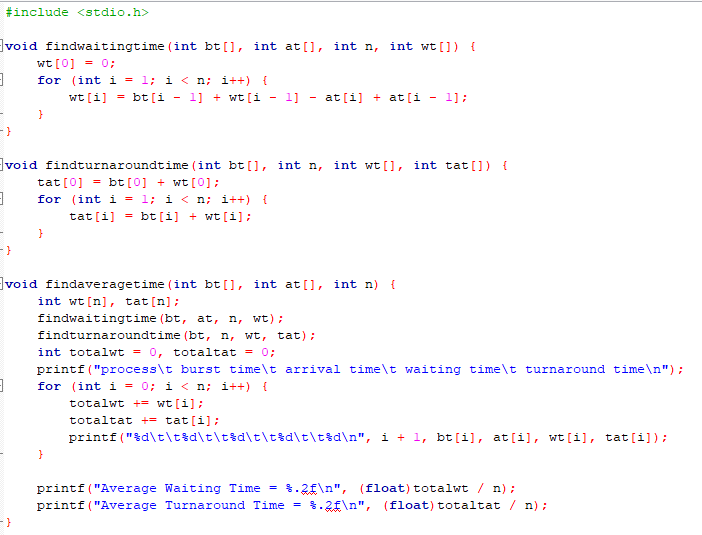 #include <stdio.h>
void findwaitingtime(int bt[], int at[], int n, int wt[]) {
    wt[0] = 0;
    for (int i = 1; i < n; i++) {
        wt[i] = bt[i - 1] + wt[i - 1] - at[i] + at[i - 1];
    }
}
void findturnaroundtime(int bt[], int n, int wt[], int tat[]) {
    tat[0] = bt[0] + wt[0];
    for (int i = 1; i < n; i++) {
        tat[i] = bt[i] + wt[i];
    }
}
void findaveragetime(int bt[], int at[], int n) {
    int wt[n], tat[n];
    findwaitingtime(bt, at, n, wt);
    findturnaroundtime(bt, n, wt, tat);
    int totalwt = 0, totaltat = 0;
    printf("process\t burst time\t arrival time\t waiting time\t turnaround time\n");
    for (int i = 0; i < n; i++) {
        totalwt += wt[i];
        totaltat += tat[i];
        printf("%d\t\t%d\t\t%d\t\t%d\t\t%d\n", i + 1, bt[i], at[i], wt[i], tat[i]);
    }
    printf("Average Waiting Time = %.2f\n", (float)totalwt / n);
    printf("Average Turnaround Time = %.2f\n", (float)totaltat / n);
}